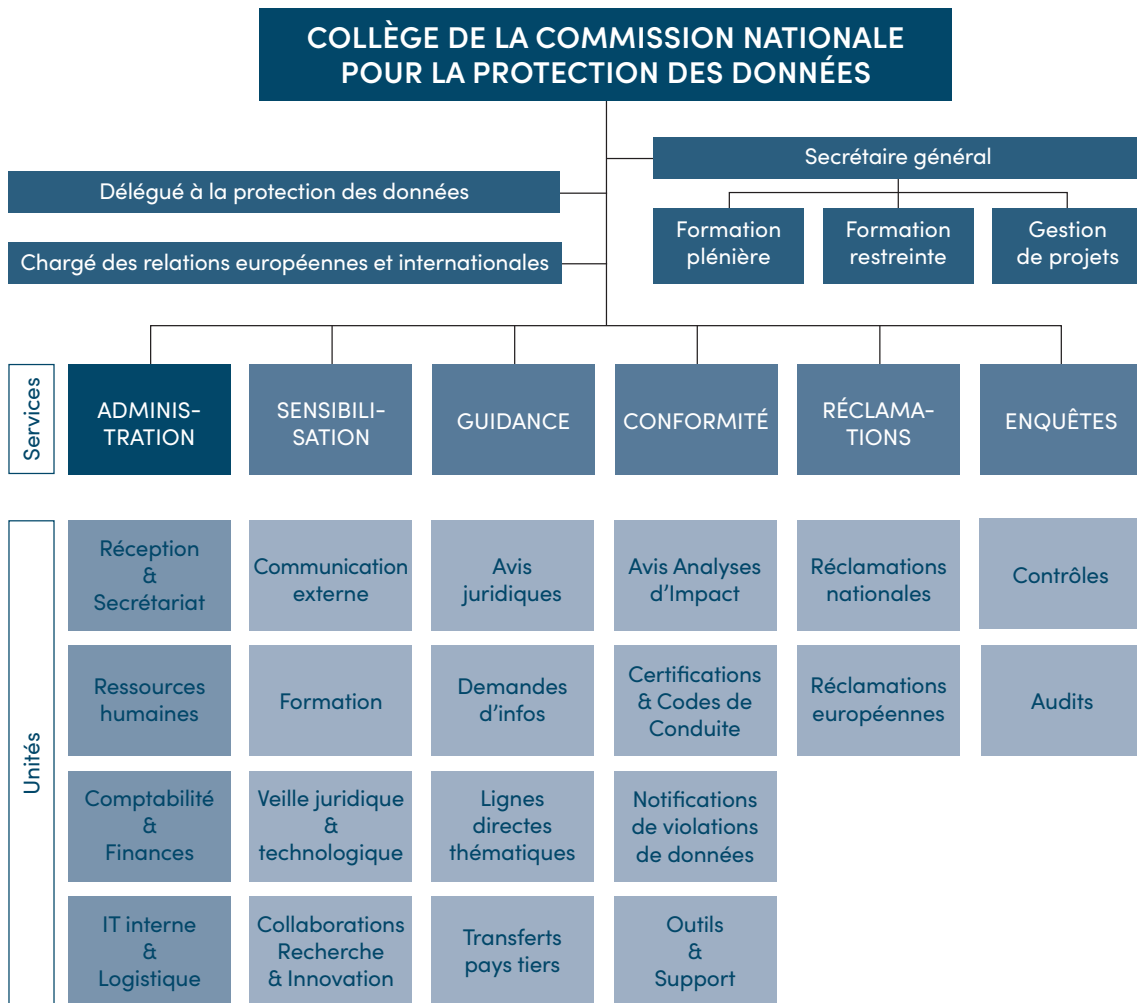 COLLÈGE DE LA COMMISSION NATIONALE
POUR LA PROTECTION DES DONNÉES
Secrétaire général
Délégué à la protection des données
Formation
plénière
Formation
restreinte
Gestion
de projets
Chargé des relations européennes et internationales
Services
ADMINIS-
TRATION
SENSIBILI-
SATION
GUIDANCE
CONFORMITÉ
RÉCLAMA-
TIONS
ENQUÊTES
Unités
Réception
&
Secrétariat
Communication
externe
Avis
juridiques
Avis Analyses
d’Impact
Réclamations
nationales
Contrôles
Ressources
humaines
Formation
Demandes
d’infos
Certifications
& Codes de
Conduite
Réclamations
européennes
Audits
Comptabilité
&
Finances
Veille juridique
&
technologique
Lignes
directes
thématiques
Notifications
de violations
de données
IT interne
&
Logistique
Collaborations
Recherche
& Innovation
Transferts
pays tiers
Outils
&
Support